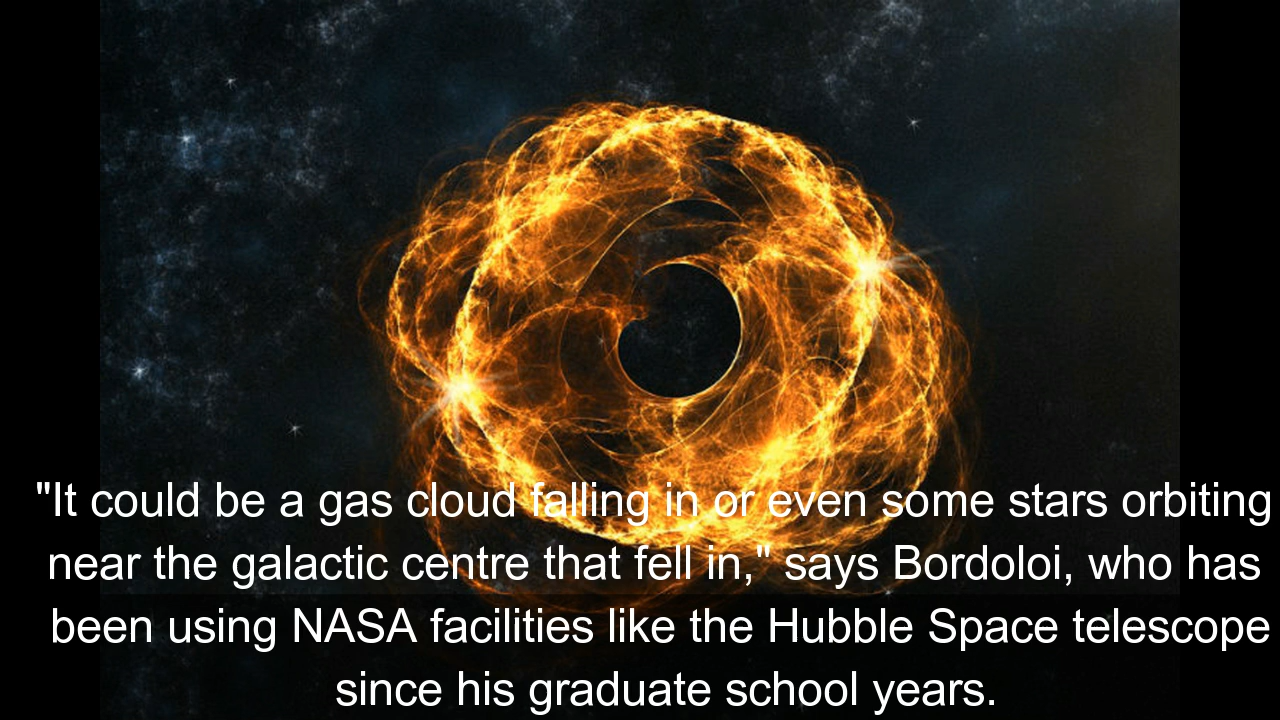 "It could be a gas cloud falling in or even some stars orbiting
near the galactic centre that fell in," says Bordoloi, who has
been using NASA facilities like the Hubble Space telescope
since his graduate school years.